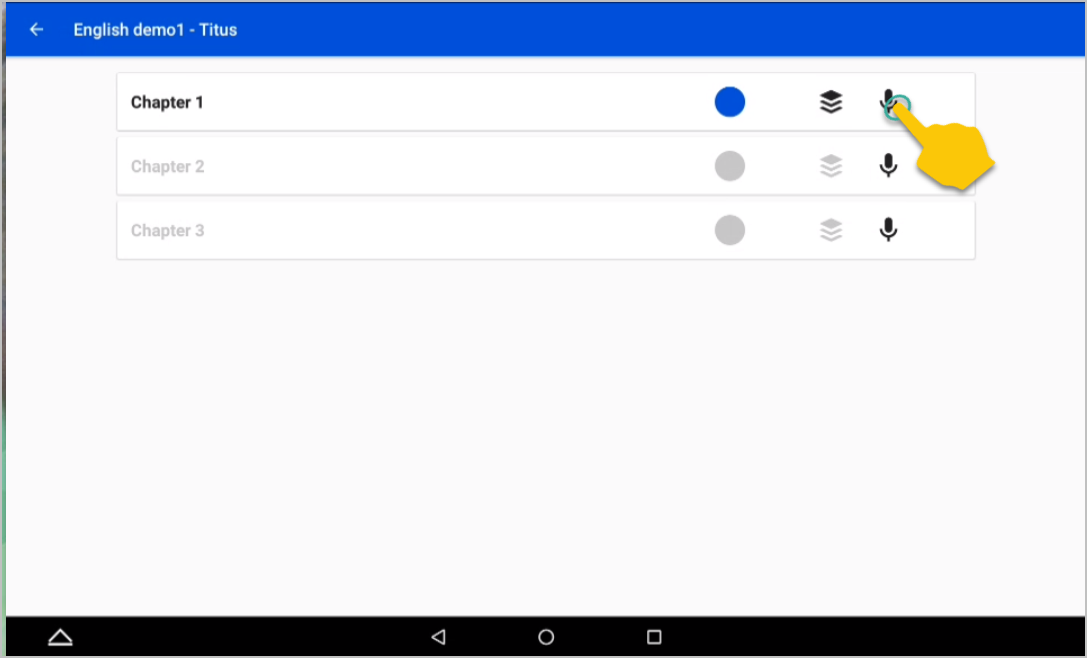 English demo1 - Titus
Chapter 1
Chapter 2
Chapter 3